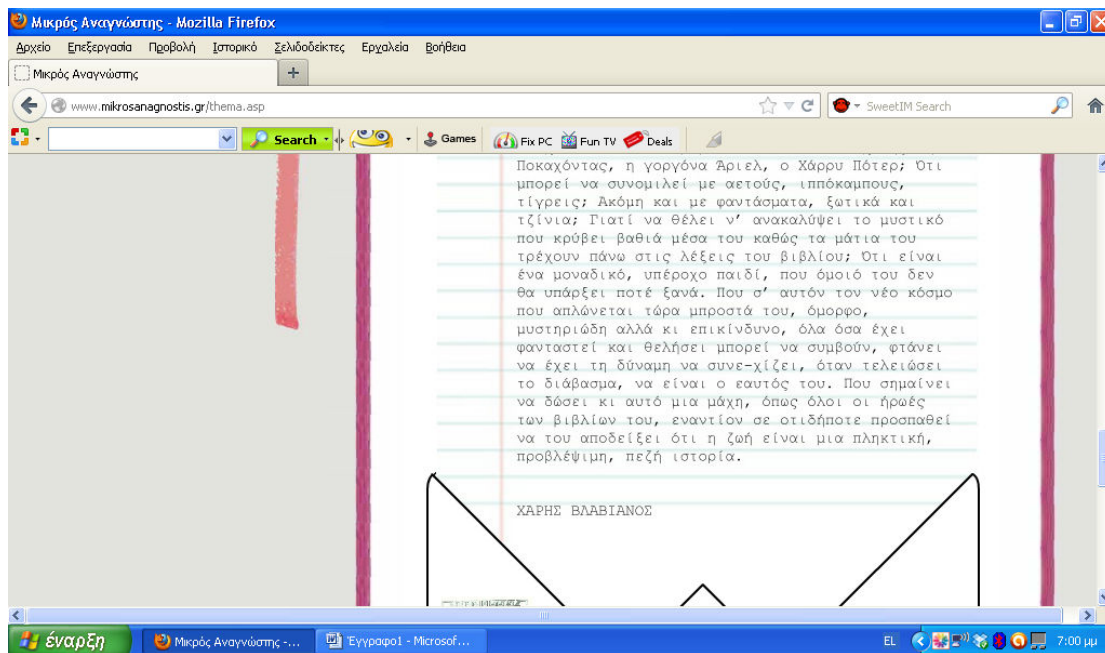 Μικρός Αναγνώστης - Mozilla Firefox
Αρχείο Επεξεργασία Προβολή Ιστορικό Σελιδοδείκτες Εργαλεία Βοήθεια
Μικρός Αναγνώστης
www.mikrosanagnostis.gr/thema.asp
SweetIM Search
Search Games Fix PC Fun TV Deals
Ποκαχόντας, η γοργόνα Άριελ, ο Χάρρυ Πότερ; Ότι
μπορεί να συνομιλεί με αετούς, ιππόκαμπους,
τίγρεις; Ακόμη και με φαντάσματα, ξωτικά και
τζίνια; Γιατί να θέλει ν' ανακαλύψει το μυστικό
που κρύβει βαθιά μέσα του καθώς τα μάτια του
τρέχουν πάνω στις λέξεις του βιβλίου; Ότι είναι
ένα μοναδικό, υπέροχο παιδί, που όμοιό του δεν
θα υπάρξει ποτέ ξανά. Που σ' αυτόν τον νέο κόσμο
που απλώνεται τώρα μπροστά του, όμορφο,
μυστηριώδη αλλά κι επικίνδυνο, όλα όσα έχει
φανταστεί και θελήσει μπορεί να συμβούν, φτάνει
να έχει τη δύναμη να συνε-χίζει, όταν τελειώσει
το διάβασμα, να είναι ο εαυτός του. Που σημαίνει
να δώσει κι αυτό μια μάχη, όπως όλοι οι ήρωές
των βιβλίων του, εναντίον σε οτιδήποτε προσπαθεί
να του αποδείξει ότι η ζωή είναι μια πληκτική,
προβλέψιμη, πεζή ιστορία.
ΧΑΡΗΣ ΒΛΑΒΙΑΝΟΣ
έναρξη Μικρός Αναγνώστης -... Έγγραφο1 - Microsof... EL 7:00 μμ